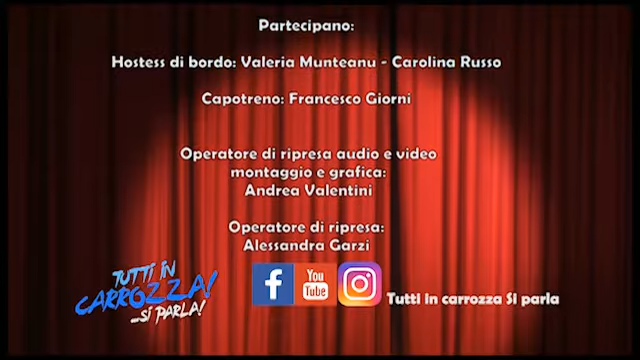 Partecipano:
Hostess di bordo: Valeria Munteanu - Carolina Russo
Capotreno: Francesco Giorni
Operatore di ripresa audio e video
montaggio e grafica:
Andrea Valentini
Operatore di ripresa:
Alessandra Garzi
TUTTI IN
CARROZZA!
...SI PARLA!
f
You
Tube
Tutti in carrozza Si parla